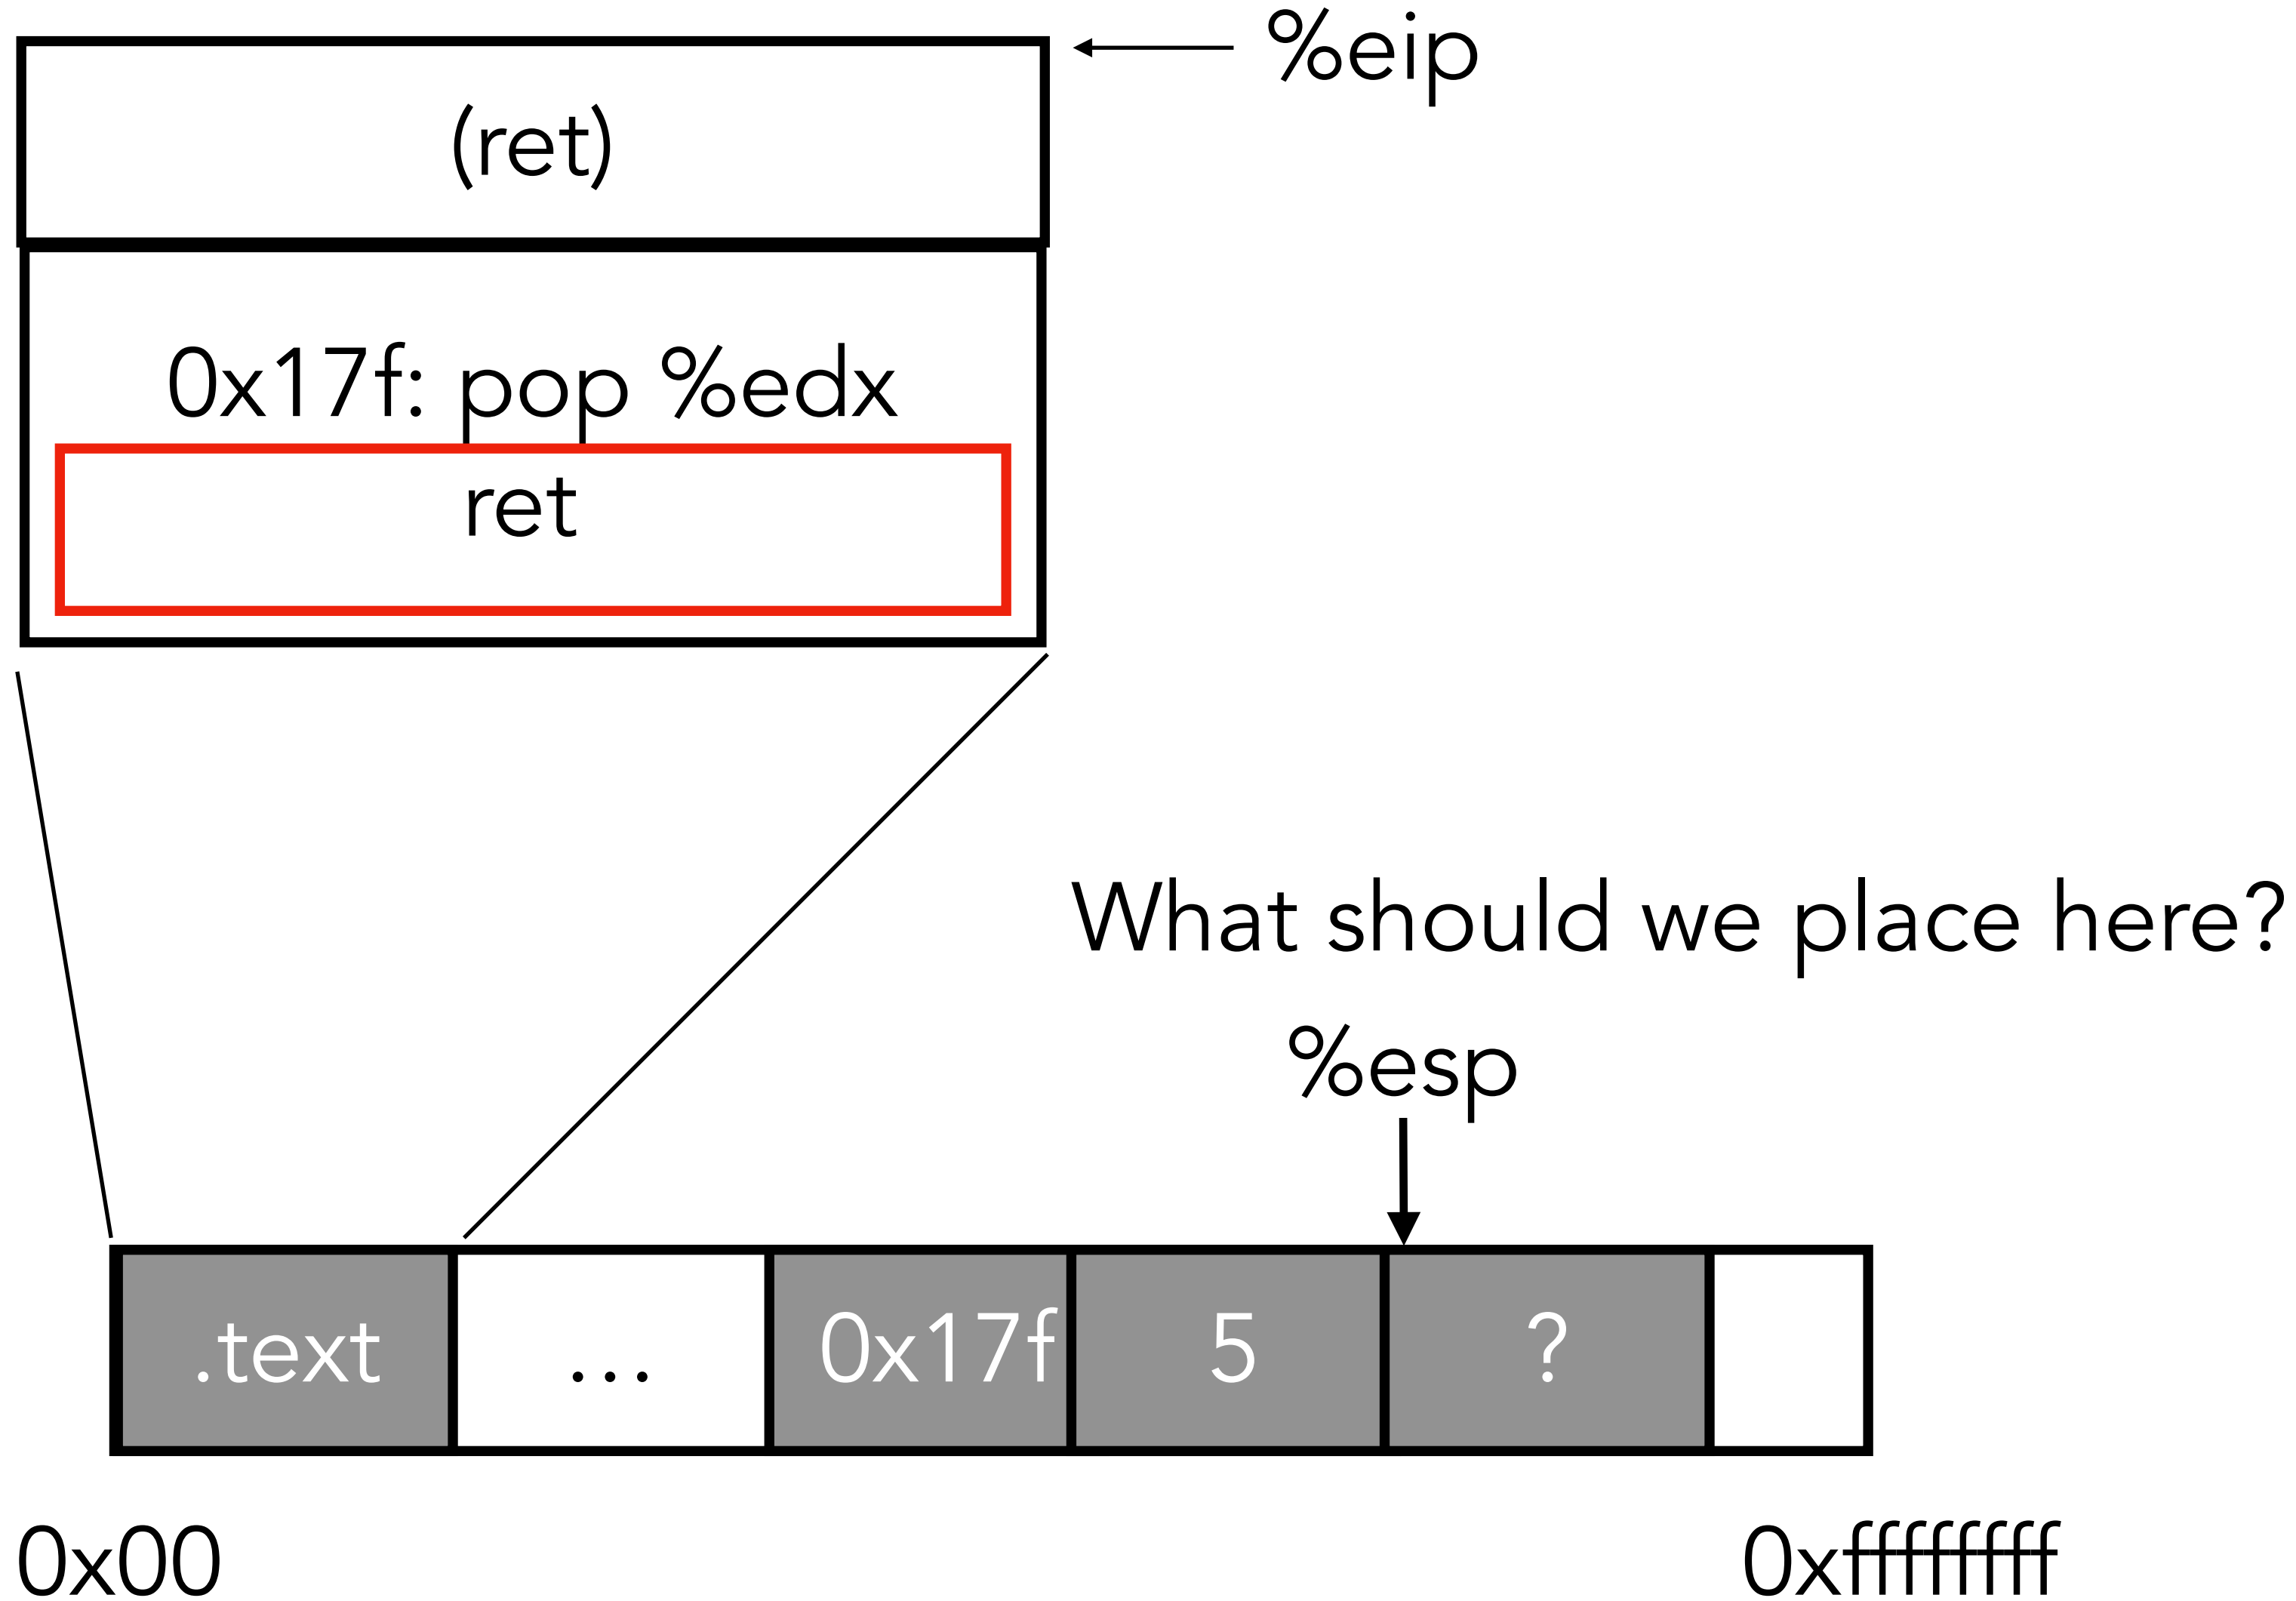 %eip
(ret)
0x17f: pop %edx
ret
What should we place here?
%esp
.text
...
0x17f
5
?
0x00
0xffffffff